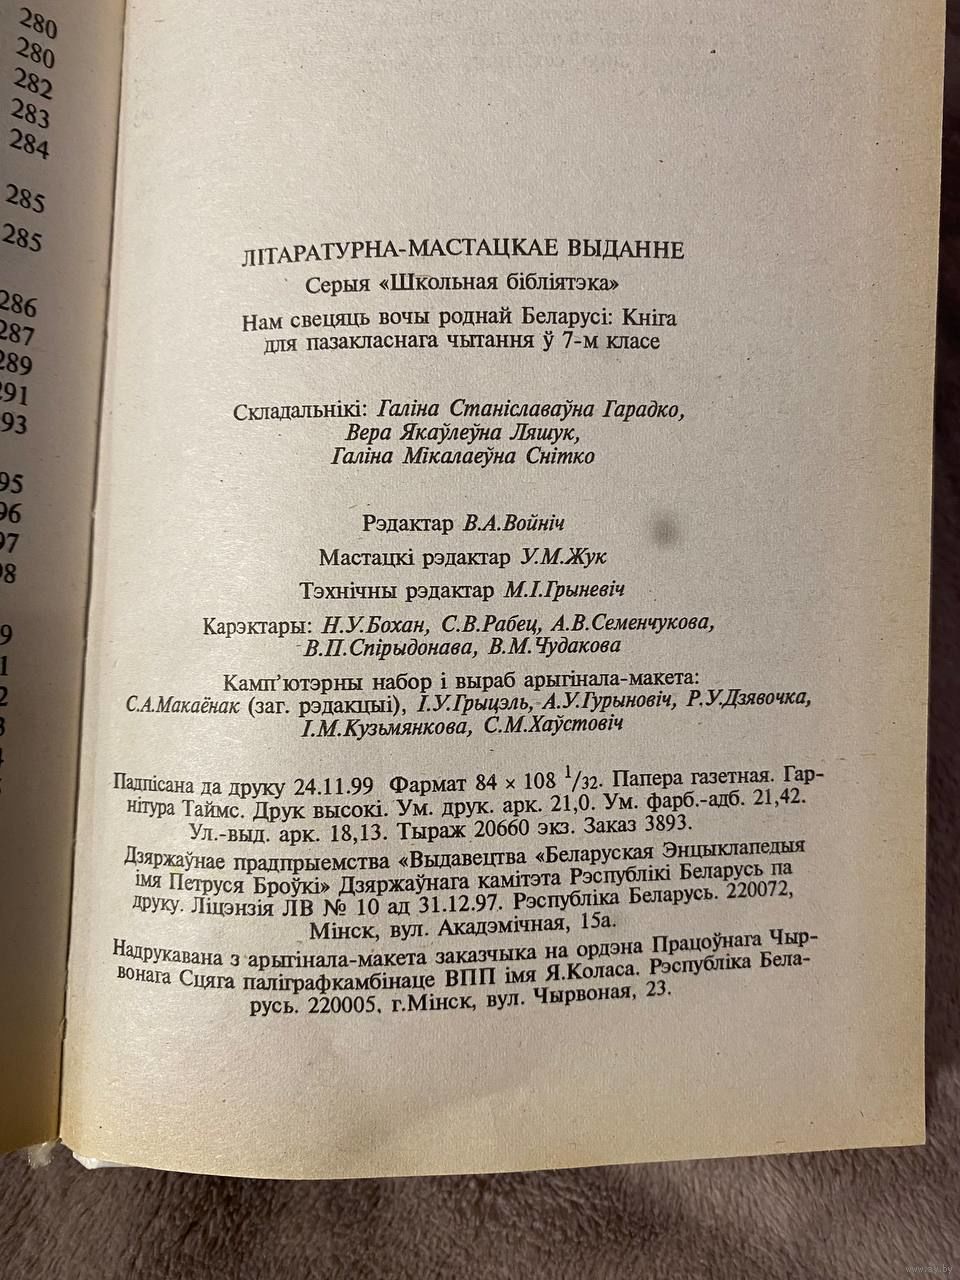 280
280
282
283
284
285
285
286
287
289
291
293
95
96
97
98
9
1
2
3
ЛІТАРАТУРНА-МАСТАЦКАЕ ВЫДАННЕ
Серыя «Школьная бібліятэка»
Нам свецяць вочы роднай Беларусі: Кніга
для пазакласнага чытання ў 7-м класе
Складальнікі: Галіна Станіславаўна Гарадко,
Вера Якаўлеўна Ляшук,
Галіна Мікалаеўна Снітко
Рэдактар В.А.Войніч
Мастацкі рэдактар У.М.Жук
Тэхнічны рэдактар М.І.Грыневіч
Карэктары: Н.У.Бохан, С.В.Рабец, А.В.Семенчукова,
В.П.Спірыдонава, В.М.Чудакова
Камп'ютэрны набор і выраб арыгінала-макета:
С.А.Макаёнак (заг. рэдакцыі), І.У.Грыцэль, А.У.Гурыновіч, Р.У.Дзявочка,
І.М.Кузьмянкова, С.М.Хаўстовіч
Падпісана да друку 24.11.99 Фармат 84 × 108 1/32. Папера газетная. Гар-
нітура Таймс. Друк высокі. Ум. друк. арк. 21,0. Ум. фарб.-адб. 21,42.
Ул.-выд. арк. 18,13. Тыраж 20660 экз. Заказ 3893.
Дзяржаўнае прадпрыемства «Выдавецтва «Беларуская Энцыклапедыя
імя Петруся Броўкі» Дзяржаўнага камітэта Рэспублікі Беларусь па
друку. Ліцэнзія ЛВ № 10 ад 31.12.97. Рэспубліка Беларусь. 220072,
Мінск, вул. Акадэмічная, 15а.
Надрукавана з арыгінала-макета заказчыка на ордэна Працоўнага Чыр-
вонага Сцяга паліграфкамбінаце ВПП імя Я.Коласа. Рэспубліка Бела-
русь. 220005, г.Мінск, вул. Чырвоная, 23.
www.ay.by